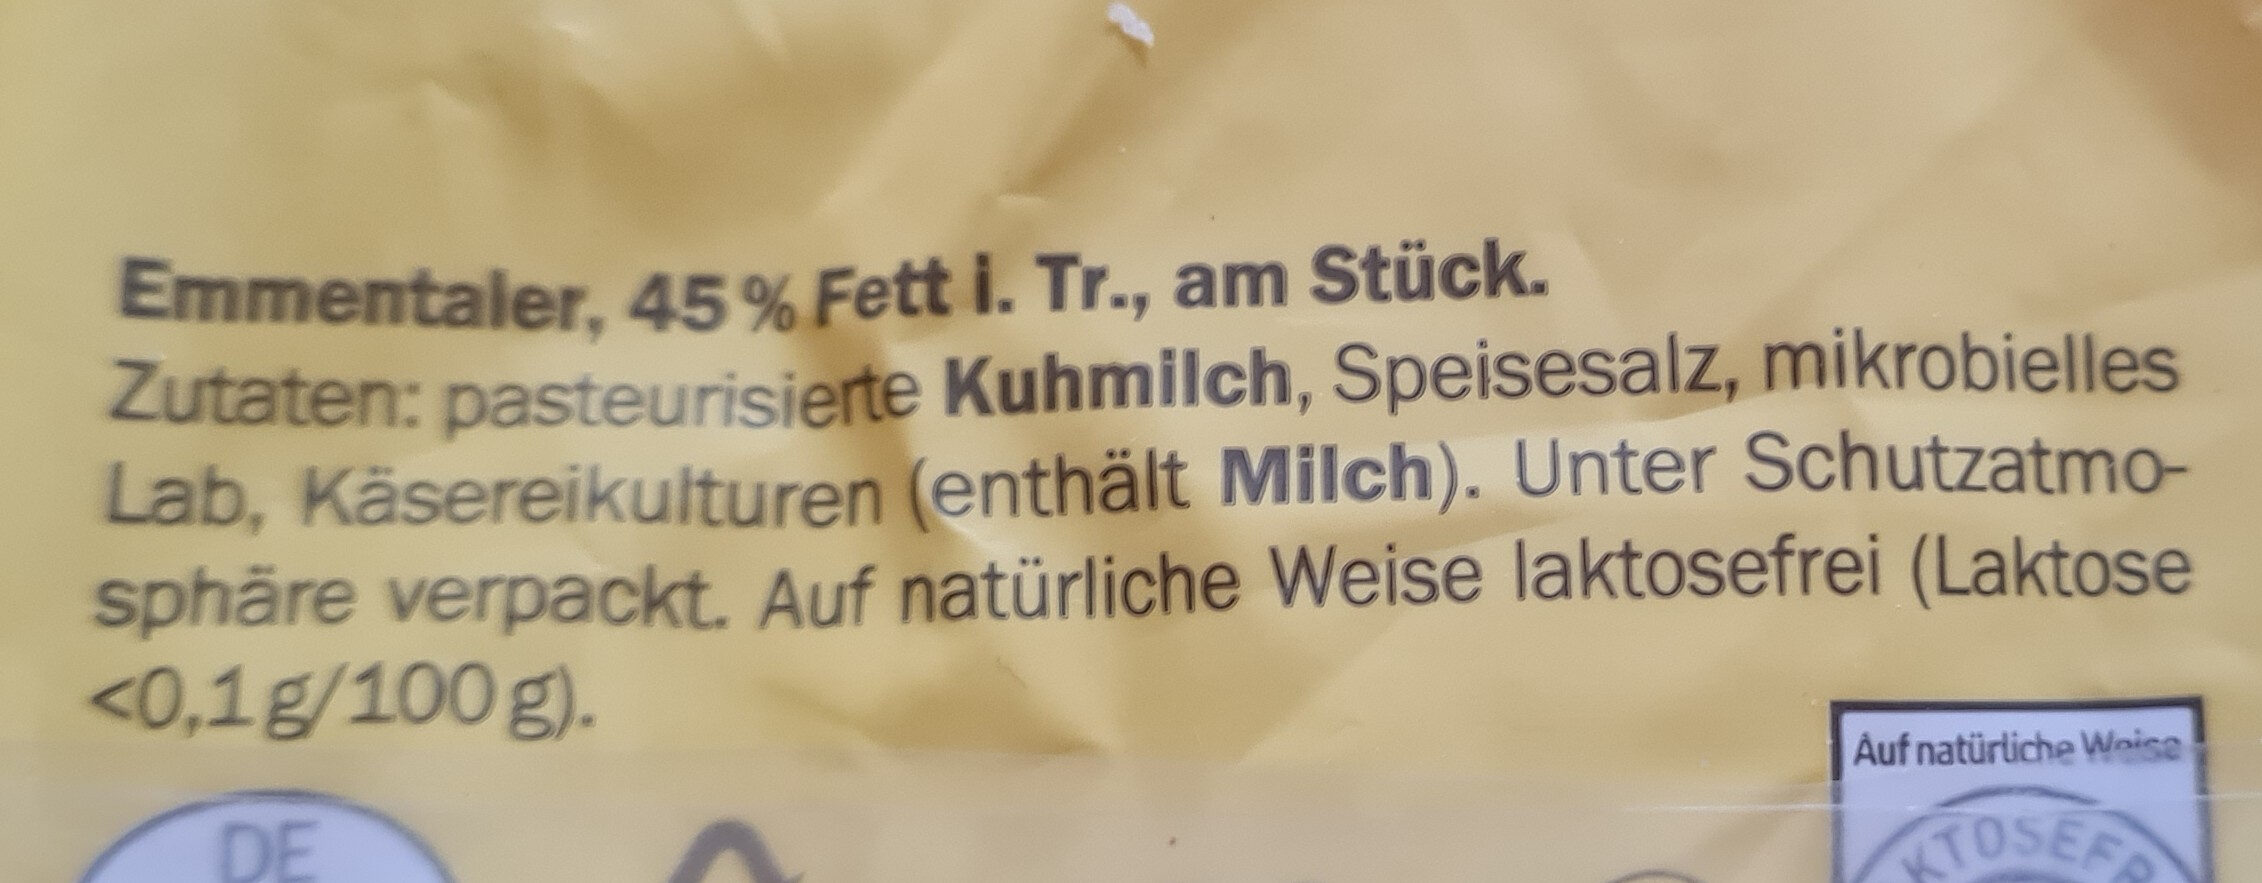 Emmentaler, 45 % Fett i. Tr., am Stück.
Zutaten: pasteurisierte Kuhmilch, Speisesalz, mikrobielles
Lab, Käsereikulturen (enthält Milch). Unter Schutzatmo-
sphäre verpackt. Auf natürliche Weise laktosefrei (Laktose
<0,1 g/100 g).
Auf natürliche Weise
KTOSEFR
DE